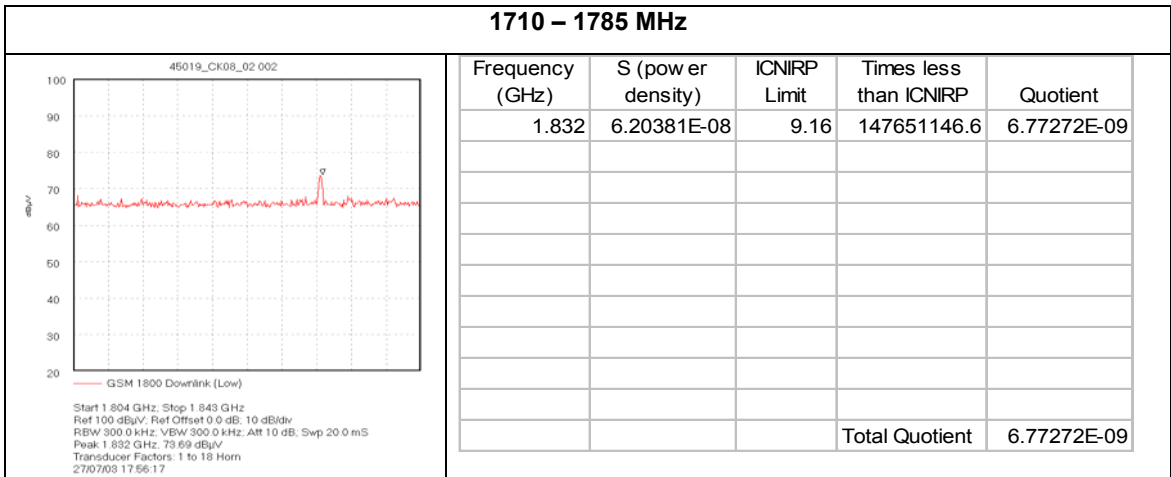 1710 – 1785 MHz
45019_CK08_02 002
100
90
80
70
60
50
40
30
20
dBµV
GSM 1800 Downlink (Low)
Start 1.804 GHz; Stop 1.843 GHz
Ref 100 dBµV; Ref Offset 0.0 dB; 10 dB/div
RBW 300.0 kHz; VBW 300.0 kHz; Att 10 dB; Swp 20.0 mS
Peak 1.832 GHz, 73.69 dBµV
Transducer Factors: 1 to 18 Horn
27/07/03 17:56:17
Frequency (GHz) S (power density) ICNIRP Limit Times less than ICNIRP Quotient
1.832 6.20381E-08 9.16 147651146.6 6.77272E-09
Total Quotient 6.77272E-09